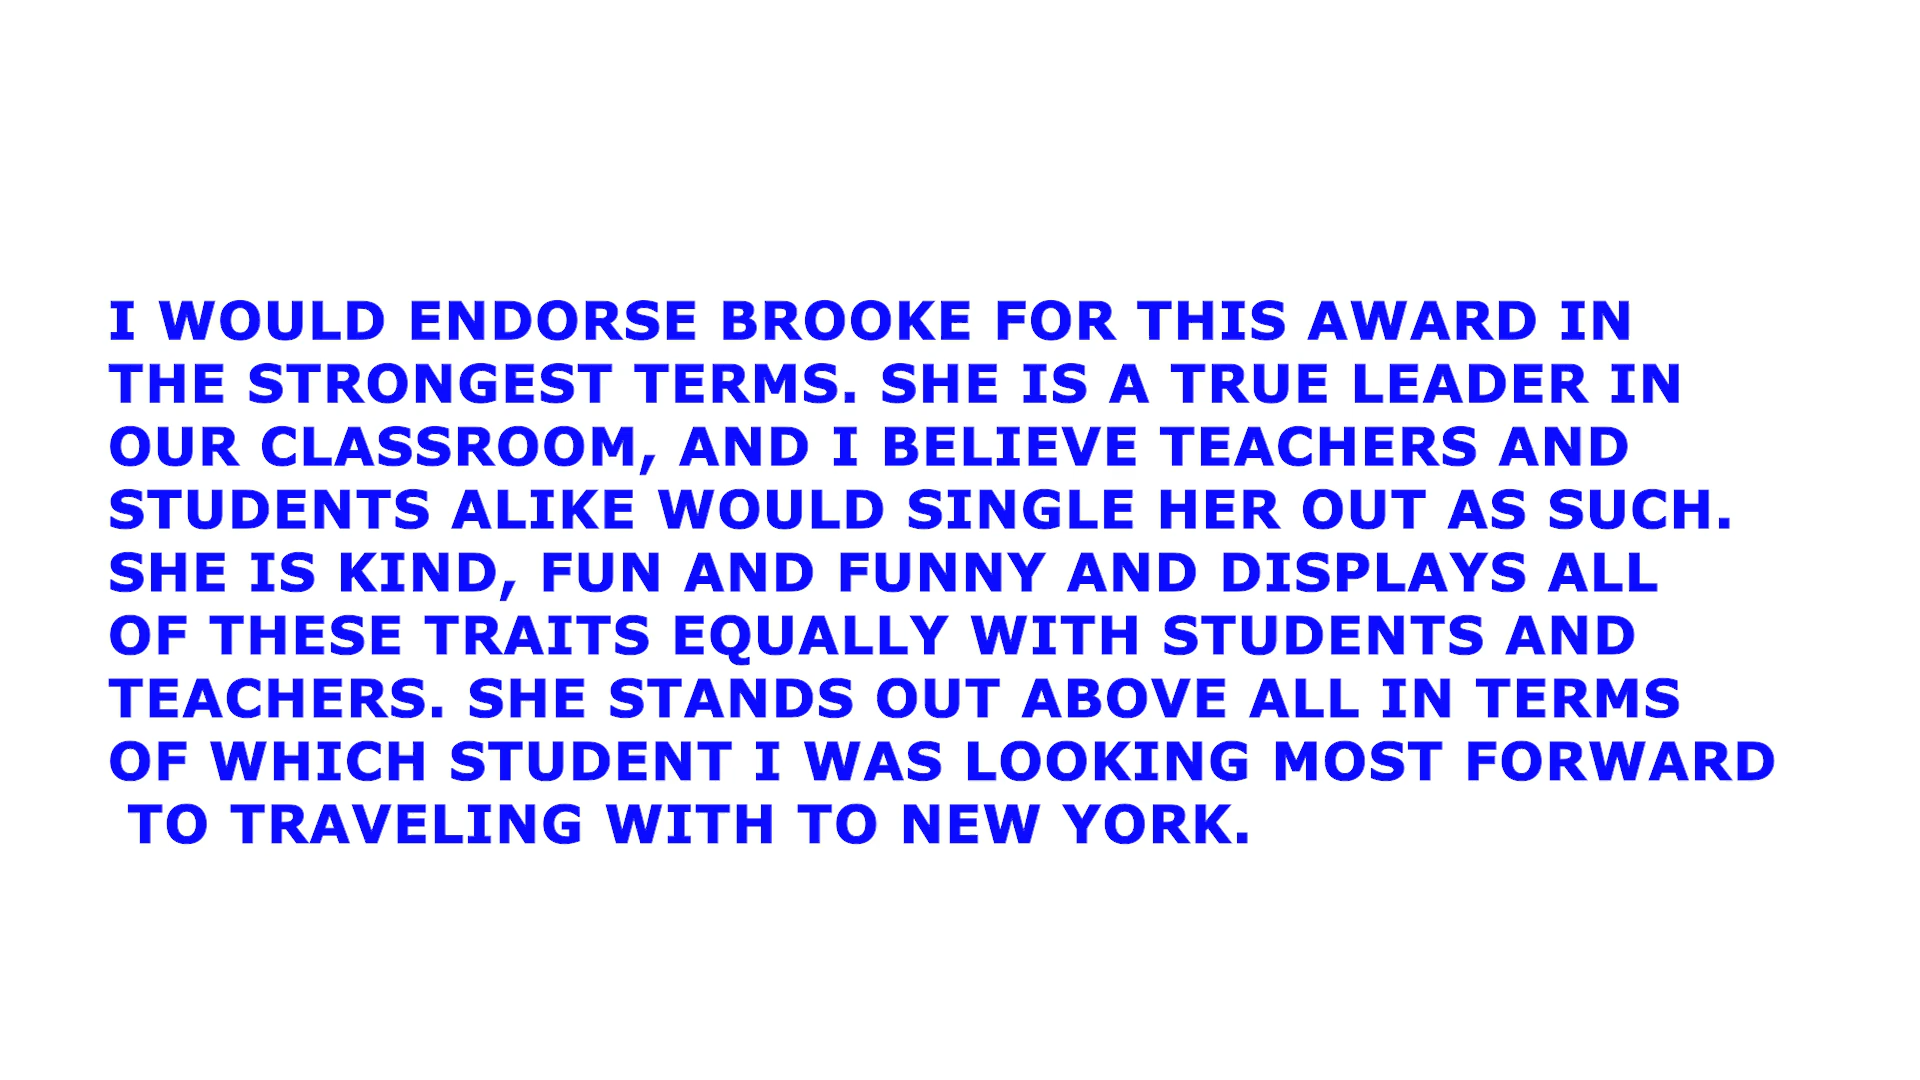 I WOULD ENDORSE BROOKE FOR THIS AWARD IN
THE STRONGEST TERMS. SHE IS A TRUE LEADER IN
OUR CLASSROOM, AND I BELIEVE TEACHERS AND
STUDENTS ALIKE WOULD SINGLE HER OUT AS SUCH.
SHE IS KIND, FUN AND FUNNY AND DISPLAYS ALL
OF THESE TRAITS EQUALLY WITH STUDENTS AND
TEACHERS. SHE STANDS OUT ABOVE ALL IN TERMS
OF WHICH STUDENT I WAS LOOKING MOST FORWARD
TO TRAVELING WITH TO NEW YORK.